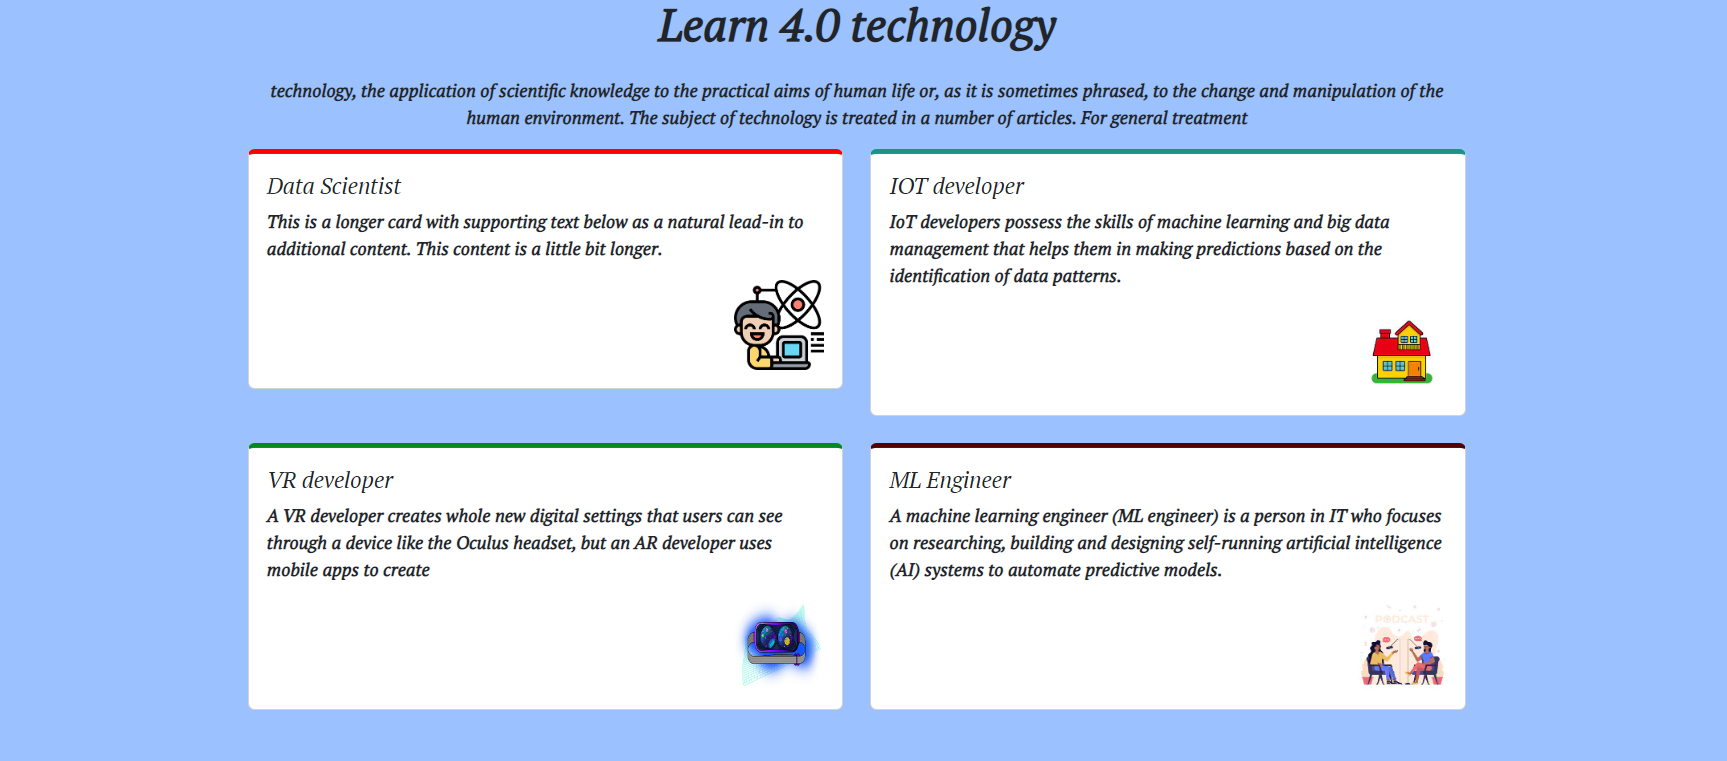 Learn 4.0 technology
technology, the application of scientific knowledge to the practical aims of human life or, as it is sometimes phrased, to the change and manipulation of the
human environment. The subject of technology is treated in a number of articles. For general treatment
Data Scientist
This is a longer card with supporting text below as a natural lead-in to
additional content. This content is a little bit longer.
IOT developer
IoT developers possess the skills of machine learning and big data
management that helps them in making predictions based on the
identification of data patterns.
VR developer
A VR developer creates whole new digital settings that users can see
through a device like the Oculus headset, but an AR developer uses
mobile apps to create
ML Engineer
A machine learning engineer (ML engineer) is a person in IT who focuses
on researching, building and designing self-running artificial intelligence
(AI) systems to automate predictive models.
PODCAST